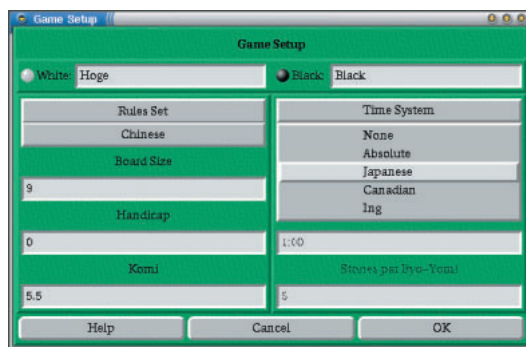 Game Setup
Game Setup
White: Hoge
Black: Black
Rules Set
Chinese
Board Size
9
Handicap
0
Komi
5.5
Time System
None
Absolute
Japanese
Canadian
Ing
1:00
Stones par Byo-Yomi
5
Help
Cancel
OK